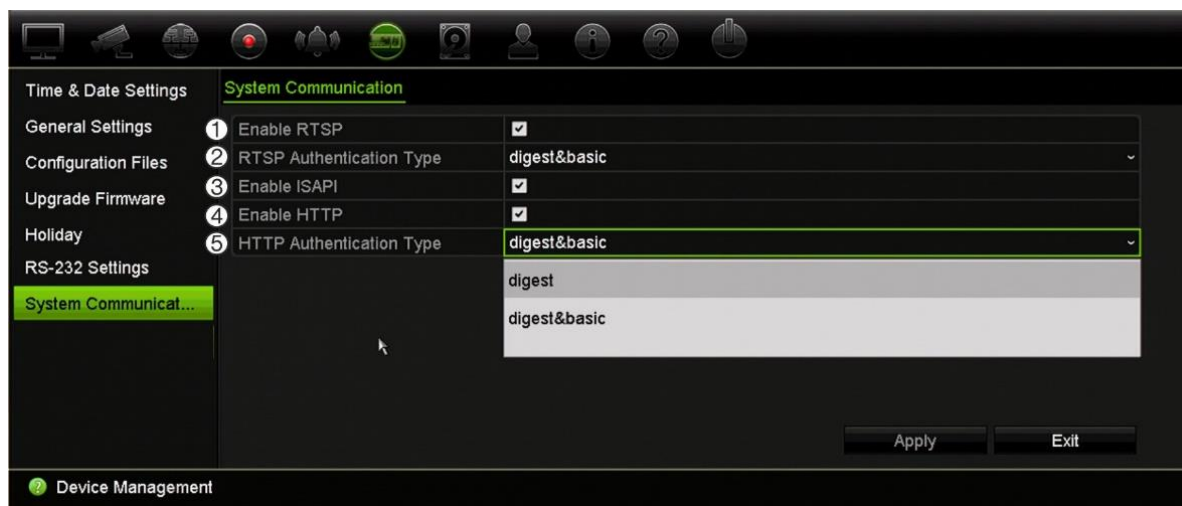 Time & Date Settings
System Communication
General Settings
① Enable RTSP
Configuration Files
② RTSP Authentication Type digest&basic
③ Enable ISAPI
Upgrade Firmware
④ Enable HTTP
Holiday
⑤ HTTP Authentication Type digest&basic
RS-232 Settings
digest
System Communicat...
digest&basic
Apply Exit
Device Management